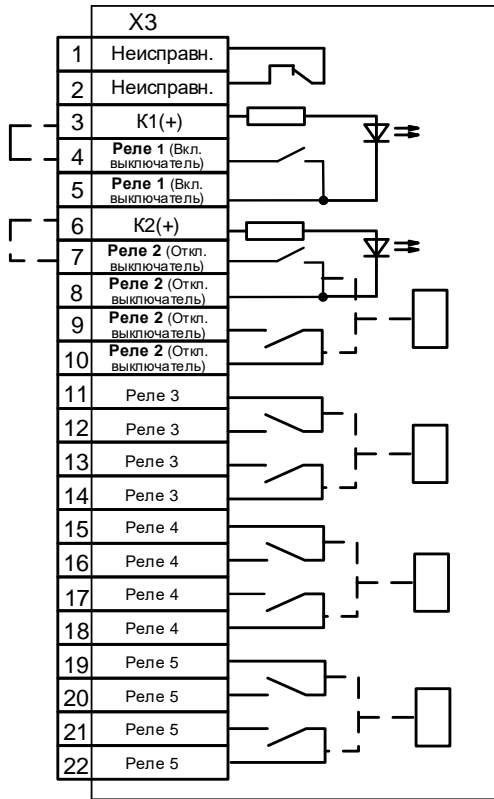 X3
1 Неисправн.
2 Неисправн.
3 К1(+)
4 Реле 1 (Вкл.
выключатель)
5 Реле 1 (Вкл.
выключатель)
6 К2(+)
7 Реле 2 (Откл.
выключатель)
8 Реле 2 (Откл.
выключатель)
9 Реле 2 (Откл.
выключатель)
10 Реле 2 (Откл.
выключатель)
11 Реле 3
12 Реле 3
13 Реле 3
14 Реле 3
15 Реле 4
16 Реле 4
17 Реле 4
18 Реле 4
19 Реле 5
20 Реле 5
21 Реле 5
22 Реле 5